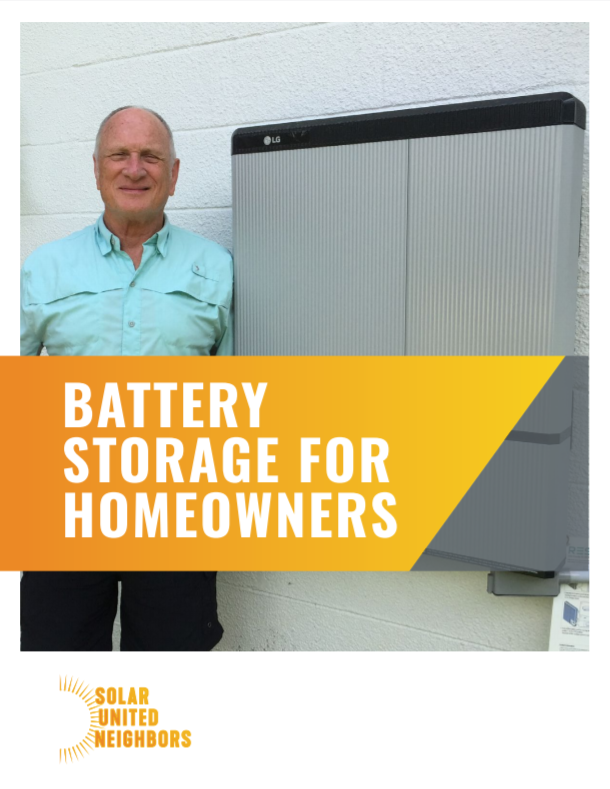 LG
BATTERY
STORAGE FOR
HOMEOWNERS
SOLAR
UNITED
NEIGHBORS